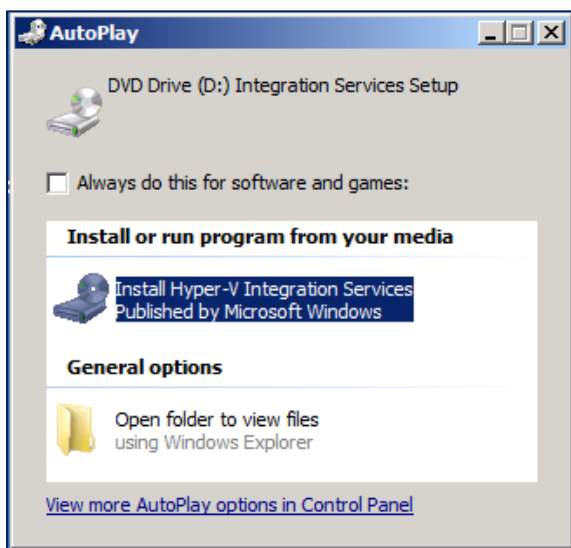 AutoPlay
DVD Drive (D:) Integration Services Setup
Always do this for software and games:
Install or run program from your media
Install Hyper-V Integration Services
Published by Microsoft Windows
General options
Open folder to view files
using Windows Explorer
View more AutoPlay options in Control Panel